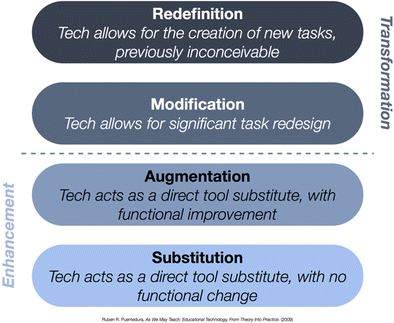 Redefinition
Tech allows for the creation of new tasks,
previously inconceivable
Transformation
Modification
Tech allows for significant task redesign
Enhancement
Augmentation
Tech acts as a direct tool substitute, with
functional improvement
Substitution
Tech acts as a direct tool substitute, with no
functional change
Ruben R. Puentedura, As We May Teach: Educational Technology, From Theory Into Practice. (2009)